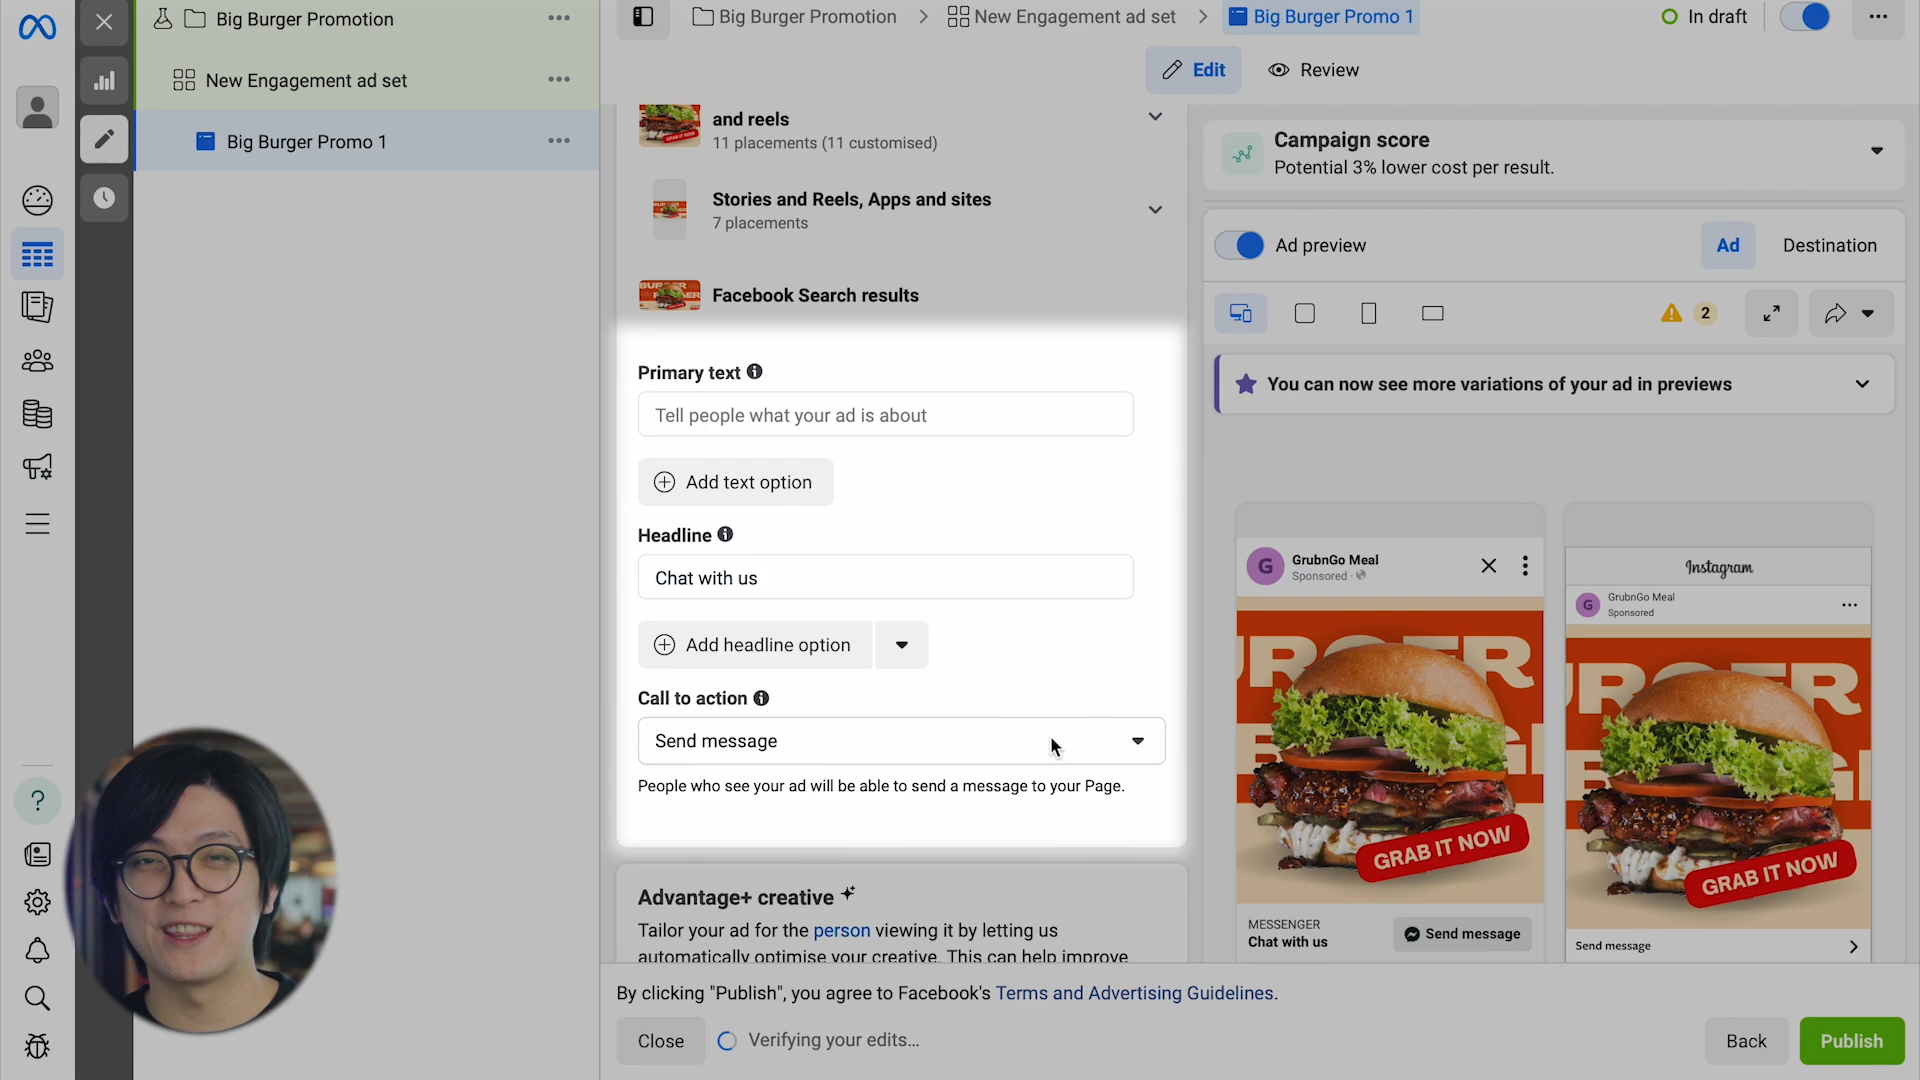 Big Burger Promotion
New Engagement ad set
Big Burger Promo 1
Big Burger Promotion
New Engagement ad set
Big Burger Promo 1
In draft
Edit
Review
and reels
11 placements (11 customised)
Stories and Reels, Apps and sites
7 placements
Facebook Search results
Primary text
Tell people what your ad is about
Add text option
Headline
Chat with us
Add headline option
Call to action
Send message
People who see your ad will be able to send a message to your Page.
Advantage+ creative
Tailor your ad for the person viewing it by letting us
automatically optimise your creative. This can help improve
Campaign score
Potential 3% lower cost per result.
Ad preview
Ad
Destination
2
You can now see more variations of your ad in previews
G
GrubnGo Meal
Sponsored ·
GRAB IT NOW
MESSENGER
Chat with us
Send message
Instagram
G
GrubnGo Meal
Sponsored
GRAB IT NOW
Send message
By clicking "Publish", you agree to Facebook's Terms and Advertising Guidelines.
Close
Verifying your edits...
Back
Publish